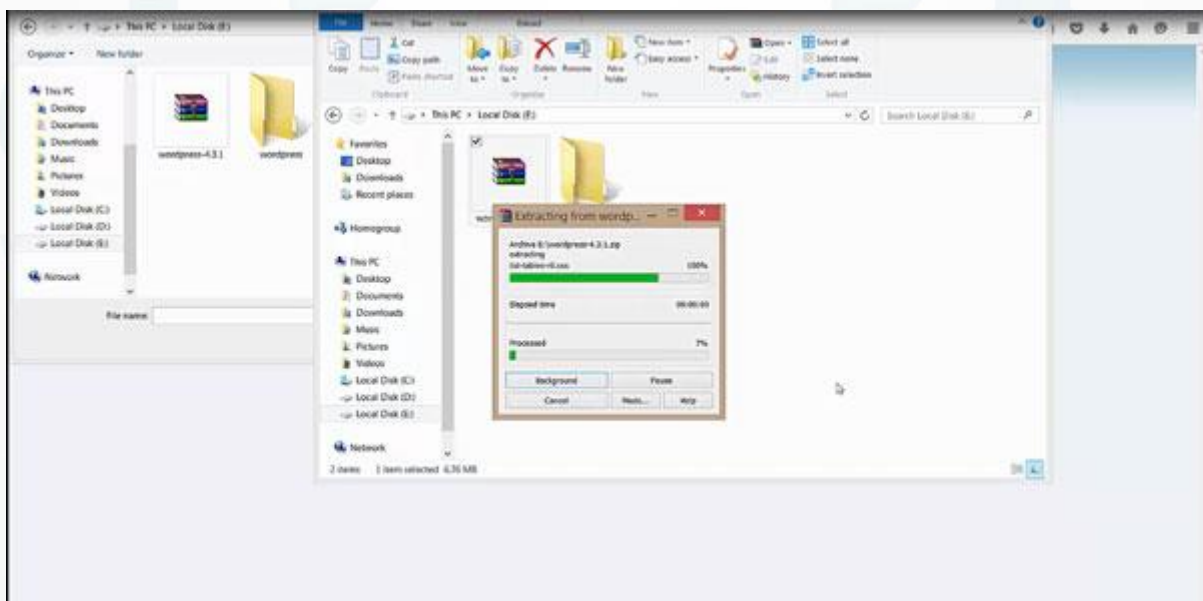 This PC › Local Disk (E:)
Organize New folder
This PC
Desktop
Documents
Downloads
Music
Pictures
Videos
Local Disk (C:)
Local Disk (D:)
Local Disk (E:)
Network
wordpress-4.3.1
wordpress
File name:
File Home Share View
Copy
Paste
Cut
Copy path
Paste shortcut
Clipboard
Move to
Copy to
Delete
Rename
Organize
New folder
New item
Easy access
New
Properties
Open
Edit
History
Open
Select all
Select none
Invert selection
Select
This PC › Local Disk (E:)
Search Local Disk (E:)
Favorites
Desktop
Downloads
Recent places
Homegroup
This PC
Desktop
Documents
Downloads
Music
Pictures
Videos
Local Disk (C:)
Local Disk (D:)
Local Disk (E:)
Network
2 items 1 item selected 6.76 MB
Extracting from wordp...
Archive E:\wordpress-4.3.1.zip
extracting
100%
Elapsed time 00:00:00
Processed 7%
Background
Pause
Cancel
Mode...
Help